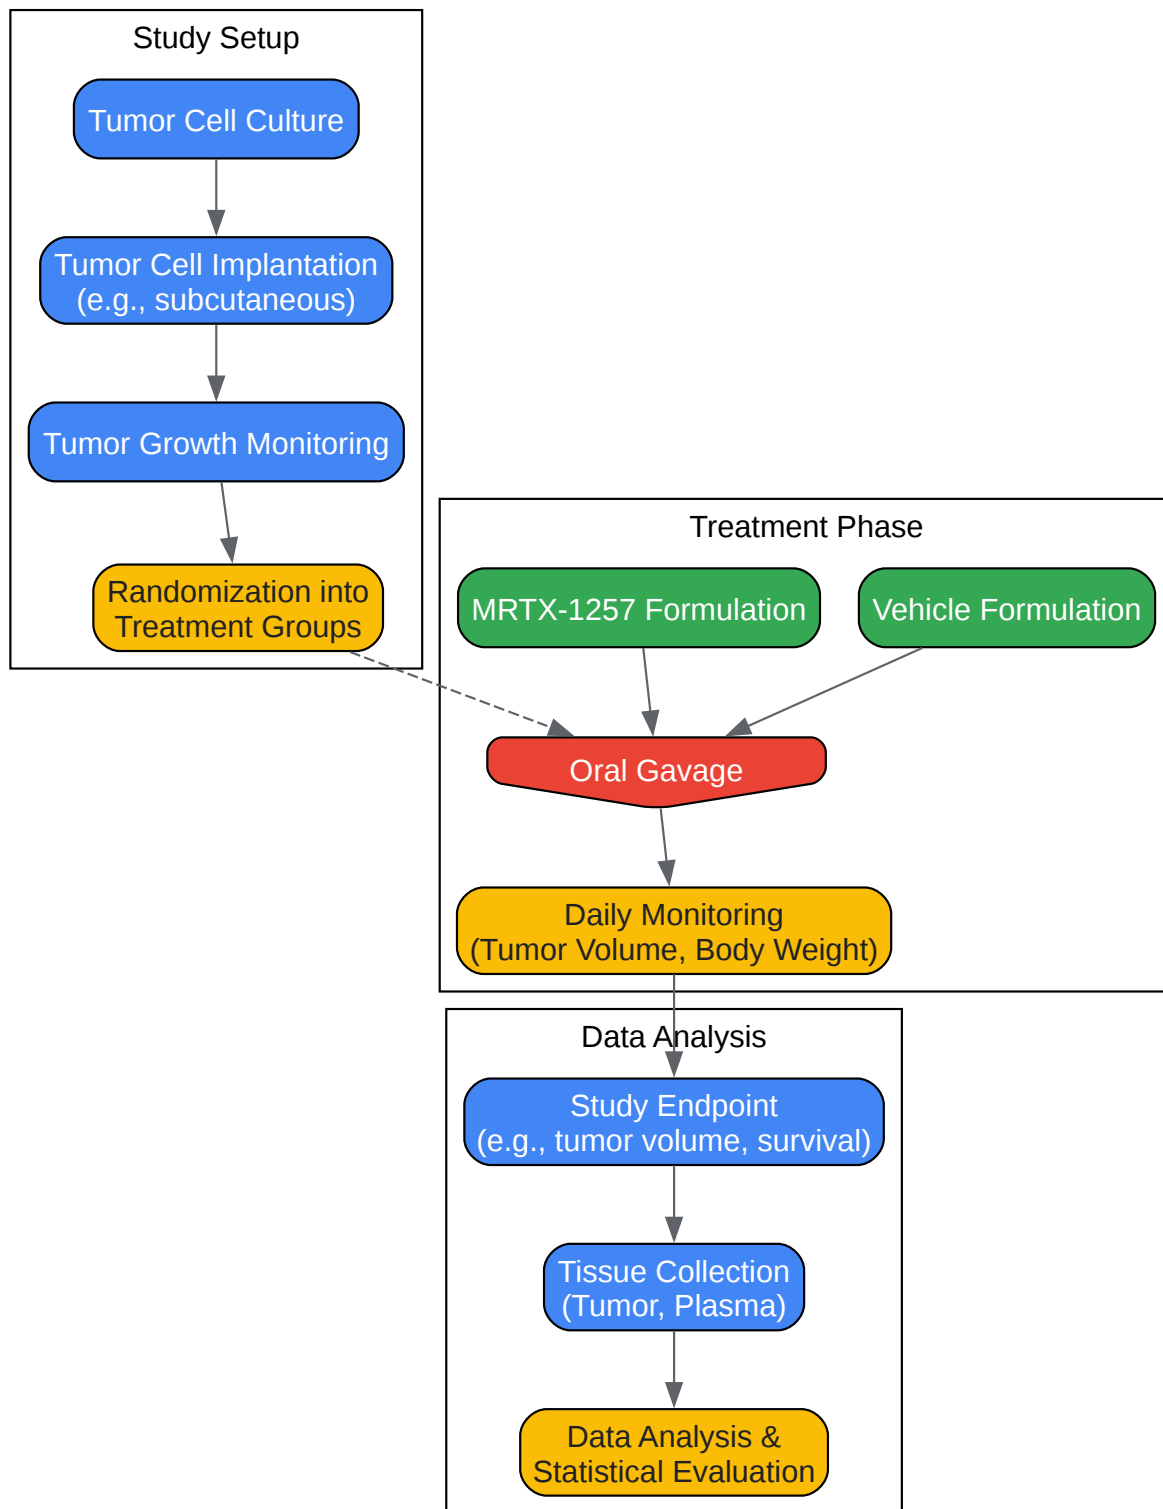 Study Setup
Tumor Cell Culture
Tumor Cell Implantation
(e.g., subcutaneous)
Tumor Growth Monitoring
Randomization into
Treatment Groups
Treatment Phase
MRTX-1257 Formulation
Vehicle Formulation
Oral Gavage
Daily Monitoring
(Tumor Volume, Body Weight)
Data Analysis
Study Endpoint
(e.g., tumor volume, survival)
Tissue Collection
(Tumor, Plasma)
Data Analysis &
Statistical Evaluation